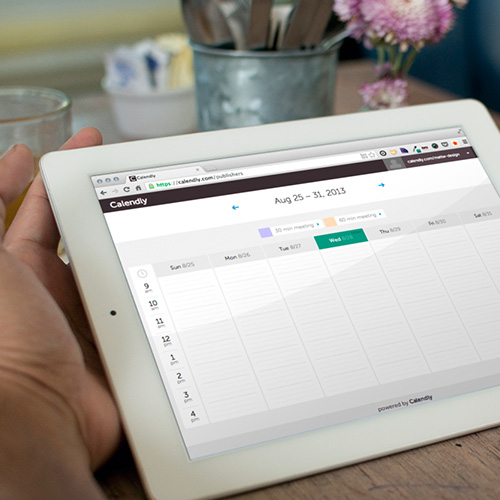 Calendly
https://calendly.com/publishers
Calendly
calendly.com/matter-design
Aug 25 – 31, 2013
30 min meeting
60 min meeting
Sun 8/25
Mon 8/26
Tue 8/27
Wed 8/28
Thu 8/29
Fri 8/30
Sat 8/31
9 am
10 am
11 am
12 pm
1 pm
2 pm
3 pm
4 pm
powered by Calendly